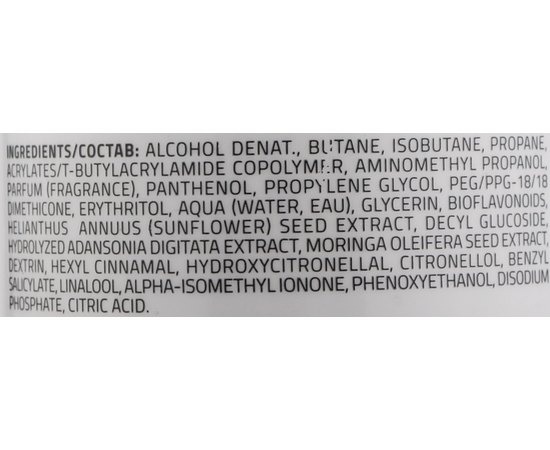 INGREDIENTS/СОСТАВ: ALCOHOL DENAT., BUTANE, ISOBUTANE, PROPANE,
ACRYLATES/T-BUTYLACRYLAMIDE COPOLYMER, AMINOMETHYL PROPANOL,
PARFUM (FRAGRANCE), PANTHENOL, PROPYLENE GLYCOL, PEG/PPG-18/18
DIMETHICONE, ERYTHRITOL, AQUA (WATER, EAU), GLYCERIN, BIOFLAVONOIDS,
HELIANTHUS ANNUUS (SUNFLOWER) SEED EXTRACT, DECYL GLUCOSIDE,
HYDROLYZED ADANSONIA DIGITATA EXTRACT, MORINGA OLEIFERA SEED EXTRACT,
DEXTRIN, HEXYL CINNAMAL, HYDROXYCITRONELLAL, CITRONELLOL, BENZYL
SALICYLATE, LINALOOL, ALPHA-ISOMETHYL IONONE, PHENOXYETHANOL, DISODIUM
PHOSPHATE, CITRIC ACID.